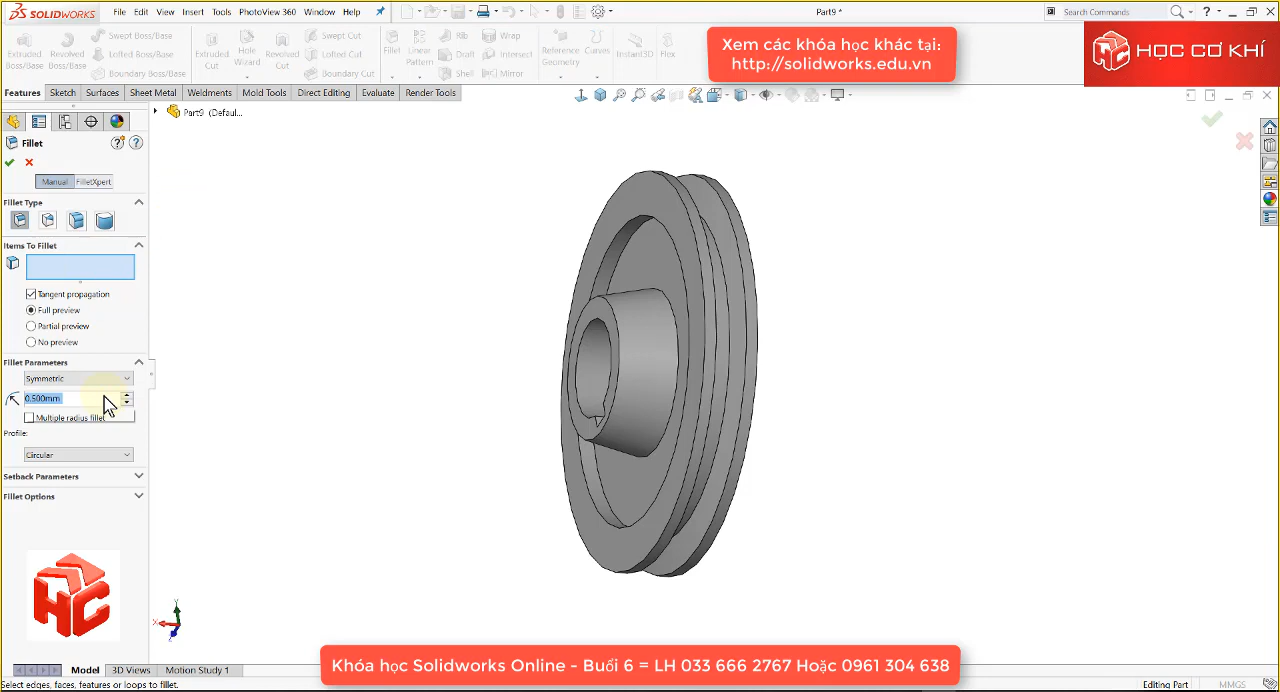 SOLIDWORKS File Edit View Insert Tools PhotoView 360 Window Help Part9 * Search Commands
Extruded Boss/Base
Revolved Boss/Base
Swept Boss/Base
Lofted Boss/Base
Boundary Boss/Base
Extruded Cut
Hole Wizard
Revolved Cut
Swept Cut
Lofted Cut
Boundary Cut
Fillet
Linear Pattern
Rib
Draft
Shell
Wrap
Intersect
Mirror
Reference Geometry
Curves
Instant3D
Flex
Xem các khóa học khác tại:
http://solidworks.edu.vn
HỌC CƠ KHÍ
Features Sketch Surfaces Sheet Metal Weldments Mold Tools Direct Editing Evaluate Render Tools
Part9 (Defaul...
Fillet
Manual FilletXpert
Fillet Type
Items To Fillet
Tangent propagation
Full preview
Partial preview
No preview
Fillet Parameters
Symmetric
0.500mm
Multiple radius fillet
Profile:
Circular
Setback Parameters
Fillet Options
HC
Y
X
Z
Model 3D Views Motion Study 1
Khóa học Solidworks Online - Buổi 6 = LH 033 666 2767 Hoặc 0961 304 638
Select edges, faces, features or loops to fillet. Editing Part MMGS